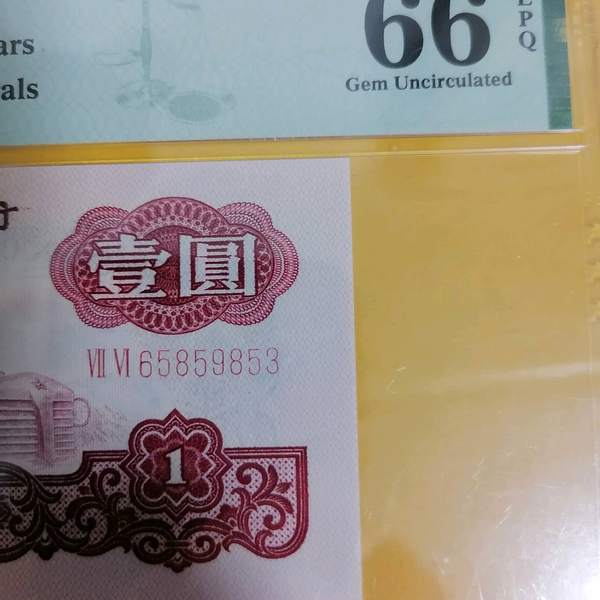 ars
als
66
EPQ
Gem Uncirculated
壹圓
Ⅶ Ⅵ 65859853
1